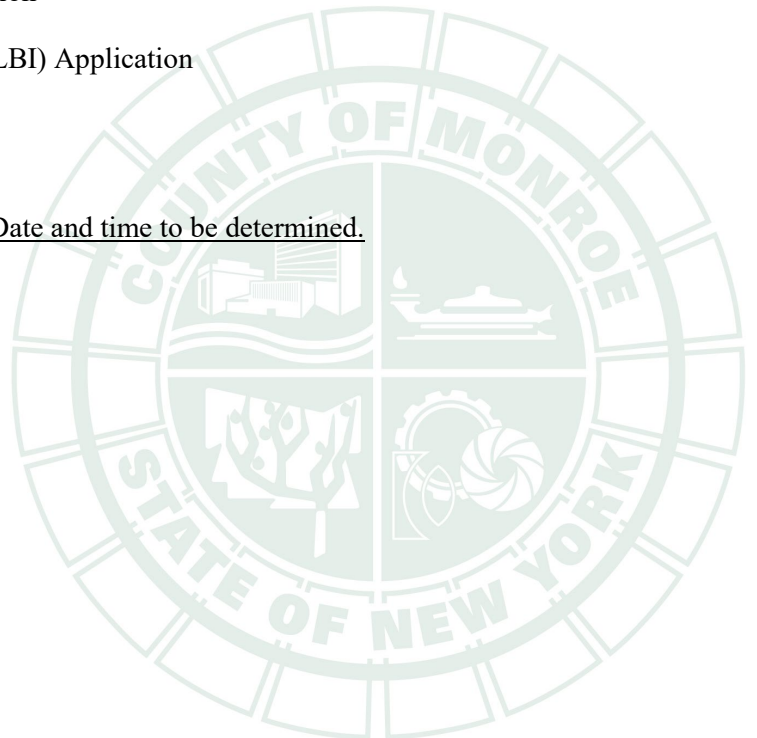 LBI) Application
Date and time to be determined.
COUNTY OF MONROE
STATE OF NEW YORK